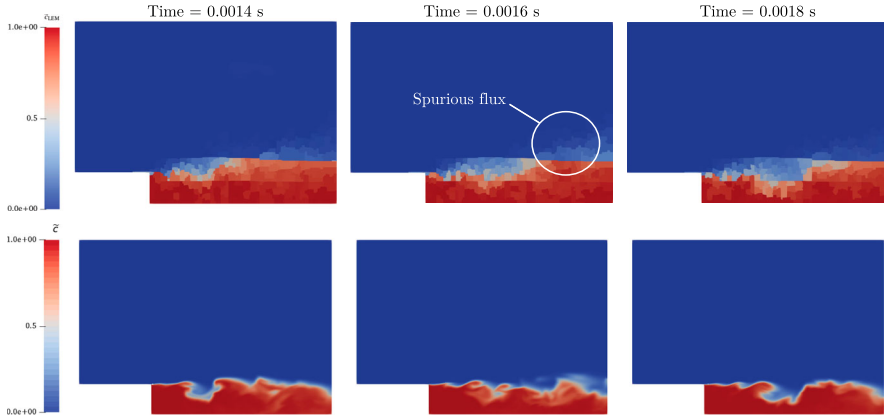 Time = 0.0014 s
Time = 0.0016 s
Time = 0.0018 s
c̃LEM
1.0e+00
0.5
0.0e+00
Spurious flux
c̃
1.0e+00
0.5
0.0e+00